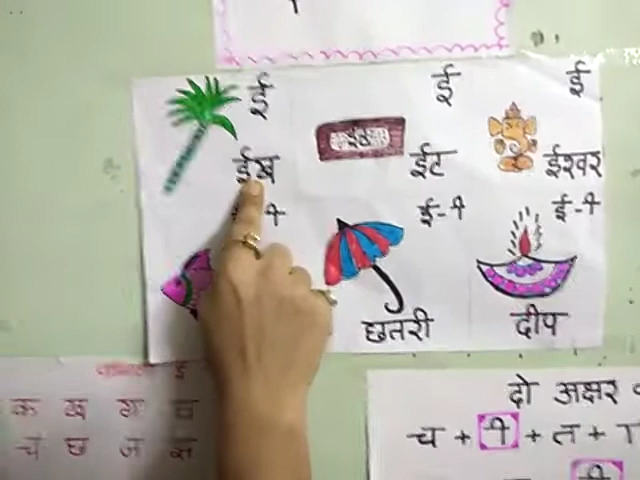 ई ई ई
ईंट
ईख ईंट ईश्वर
ई-ी ई-ी
छतरी दीप
क ख ग घ
च छ ज झ
दो अक्षर
च + ी + त + ा